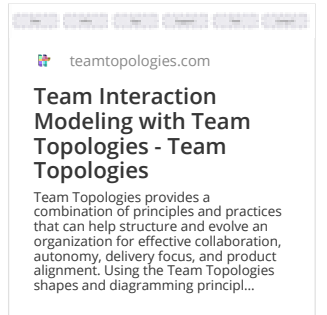 teamtopologies.com
Team Interaction
Modeling with Team
Topologies - Team
Topologies
Team Topologies provides a
combination of principles and practices
that can help structure and evolve an
organization for effective collaboration,
autonomy, delivery focus, and product
alignment. Using the Team Topologies
shapes and diagramming principl...